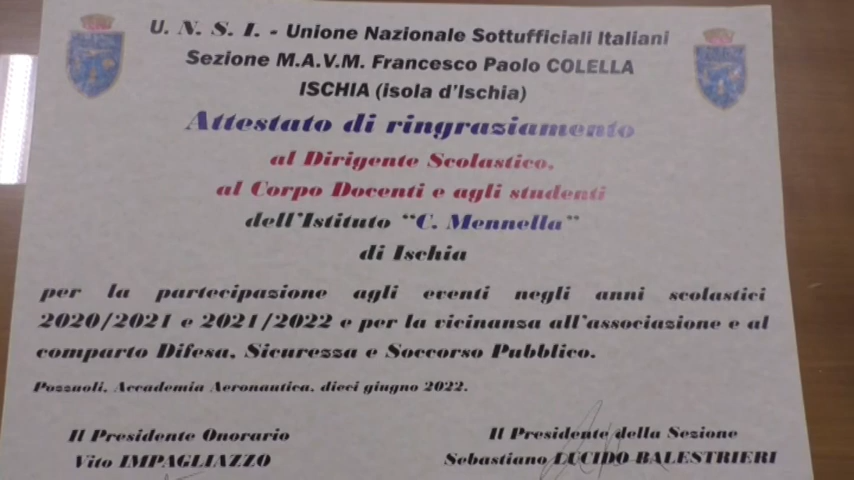 U. N. S. I. - Unione Nazionale Sottufficiali Italiani
Sezione M.A.V.M. Francesco Paolo COLELLA
ISCHIA (isola d'Ischia)
Attestato di ringraziamento
al Dirigente Scolastico,
al Corpo Docenti e agli studenti
dell'Istituto "C. Mennella"
di Ischia
per la partecipazione agli eventi negli anni scolastici
2020/2021 e 2021/2022 e per la vicinanza all'associazione e al
comparto Difesa, Sicurezza e Soccorso Pubblico.
Pozzuoli, Accademia Aeronautica, dieci giugno 2022.
Il Presidente Onorario Il Presidente della Sezione
Vito IMPAGLIAZZO Sebastiano LUCIDO BALESTRIERI